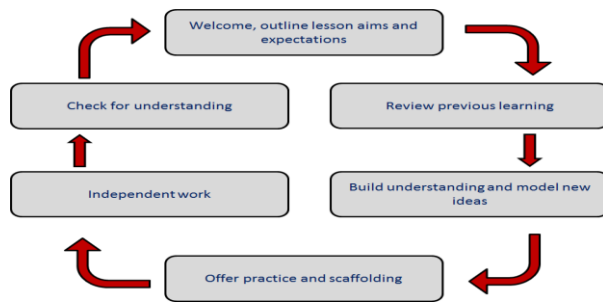 Welcome, outline lesson aims and
expectations
Review previous learning
Build understanding and model new
ideas
Offer practice and scaffolding
Independent work
Check for understanding